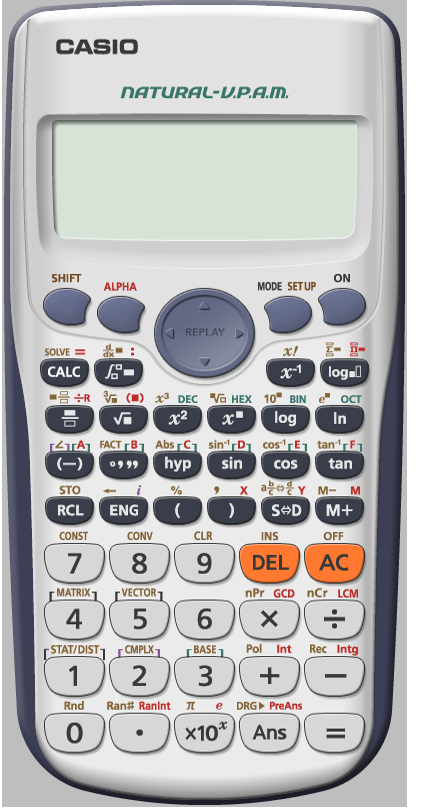 CASIO
NATURAL-V.P.A.M.
SHIFT ALPHA MODE SETUP ON
REPLAY
SOLVE = d/dx■ : x! Σ■ Π■
CALC ∫■ x⁻¹ log■▯
■▤ ÷R ³√■ (■) x³ DEC ■√▯ HEX 10■ BIN e■ OCT
√■ x² x■ log ln
∠ A FACT B Abs C sin⁻¹ D cos⁻¹ E tan⁻¹ F
(−) °,,, hyp sin cos tan
STO ← i % , X a b/c⇔d/c Y M− M
RCL ENG ( ) S⇔D M+
CONST CONV CLR INS OFF
7 8 9 DEL AC
MATRIX VECTOR nPr GCD nCr LCM
4 5 6 × ÷
STAT/DIST CMPLX BASE Pol Int Rec Intg
1 2 3 + −
Rnd Ran# RanInt π e DRG▶ PreAns
0 . ×10ˣ Ans =